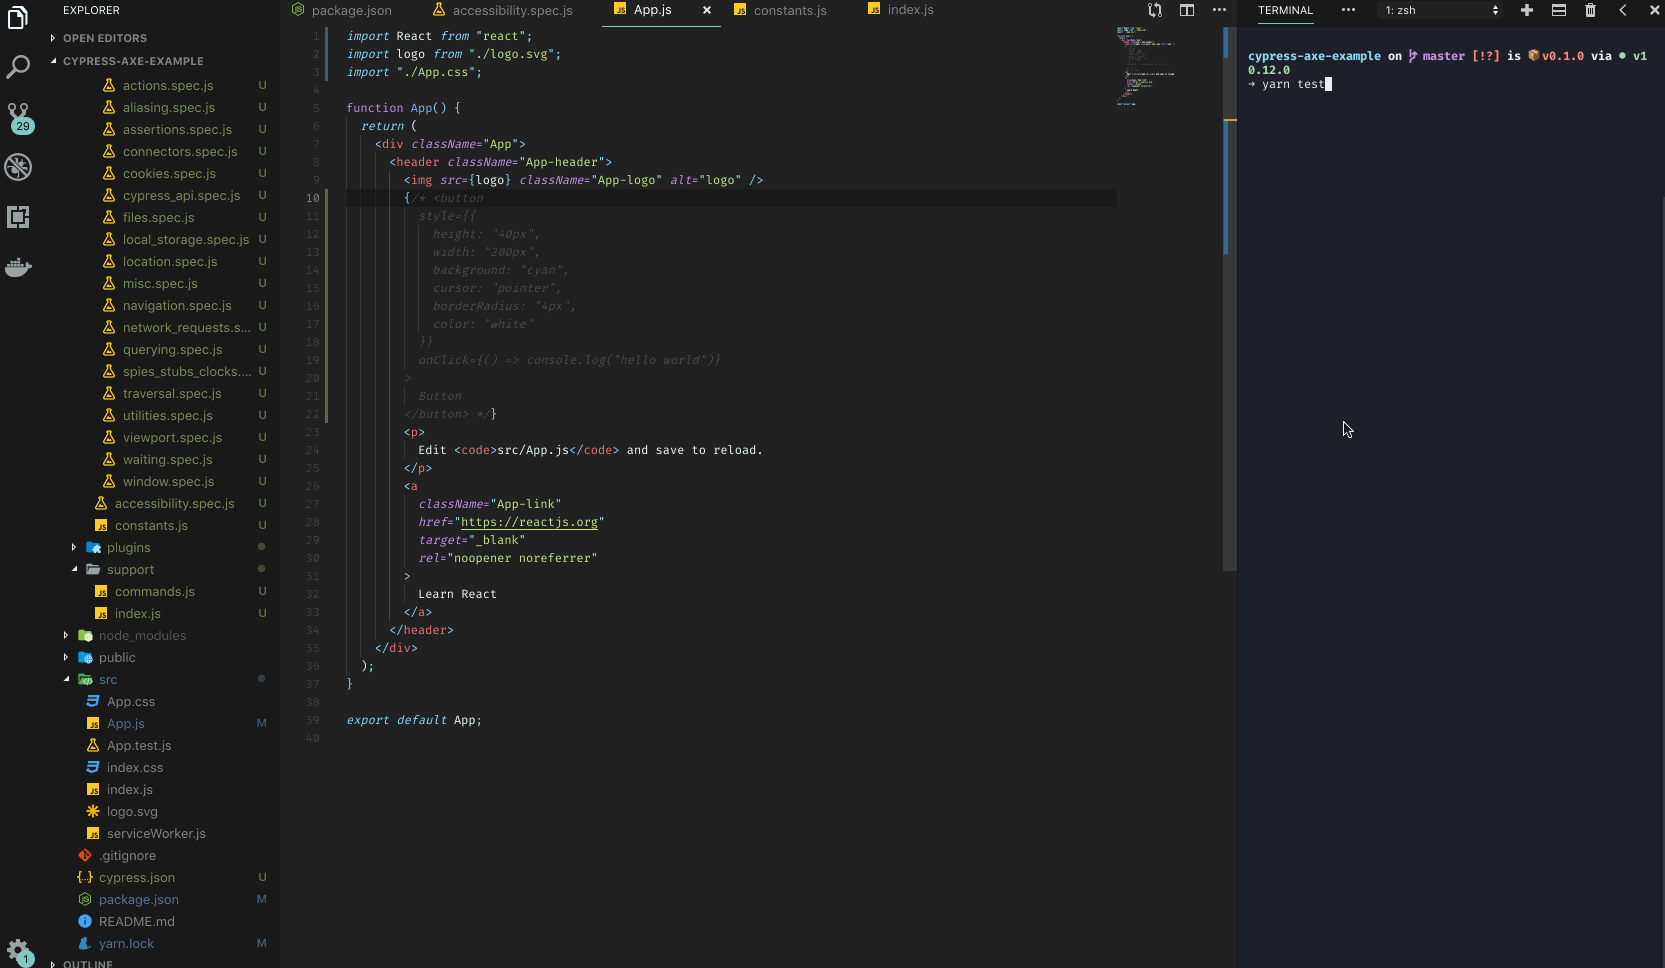 EXPLORER
package.json
accessibility.spec.js
App.js
constants.js
index.js
TERMINAL
1: zsh
OPEN EDITORS
CYPRESS-AXE-EXAMPLE
actions.spec.js U
aliasing.spec.js U
assertions.spec.js U
connectors.spec.js U
cookies.spec.js U
cypress_api.spec.js U
files.spec.js U
local_storage.spec.js U
location.spec.js U
misc.spec.js U
navigation.spec.js U
network_requests.s... U
querying.spec.js U
spies_stubs_clocks.... U
traversal.spec.js U
utilities.spec.js U
viewport.spec.js U
waiting.spec.js U
window.spec.js U
accessibility.spec.js U
JS constants.js U
plugins
support
JS commands.js U
JS index.js U
node_modules
public
src
App.css
JS App.js M
App.test.js
index.css
JS index.js
logo.svg
JS serviceWorker.js
.gitignore
{..} cypress.json U
package.json M
README.md
yarn.lock M
OUTLINE
29
1
1 import React from "react";
2 import logo from "./logo.svg";
3 import "./App.css";
4
5 function App() {
6 return (
7 <div className="App">
8 <header className="App-header">
9 <img src={logo} className="App-logo" alt="logo" />
10 {/* <button
11 style={{
12 height: "40px",
13 width: "200px",
14 background: "cyan",
15 cursor: "pointer",
16 borderRadius: "4px",
17 color: "white"
18 }}
19 onClick={() => console.log("hello world")}
20 >
21 Button
22 </button> */}
23 <p>
24 Edit <code>src/App.js</code> and save to reload.
25 </p>
26 <a
27 className="App-link"
28 href="https://reactjs.org"
29 target="_blank"
30 rel="noopener noreferrer"
31 >
32 Learn React
33 </a>
34 </header>
35 </div>
36 );
37 }
38
39 export default App;
40
cypress-axe-example on master [!?] is 📦v0.1.0 via ⬢ v1
0.12.0
→ yarn test